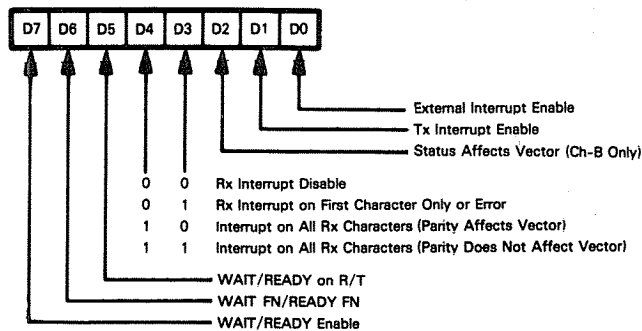 D7 D6 D5 D4 D3 D2 D1 D0
External Interrupt Enable
Tx Interrupt Enable
Status Affects Vector (Ch-B Only)
0 0 Rx Interrupt Disable
0 1 Rx Interrupt on First Character Only or Error
1 0 Interrupt on All Rx Characters (Parity Affects Vector)
1 1 Interrupt on All Rx Characters (Parity Does Not Affect Vector)
WAIT/READY on R/T
WAIT FN/READY FN
WAIT/READY Enable